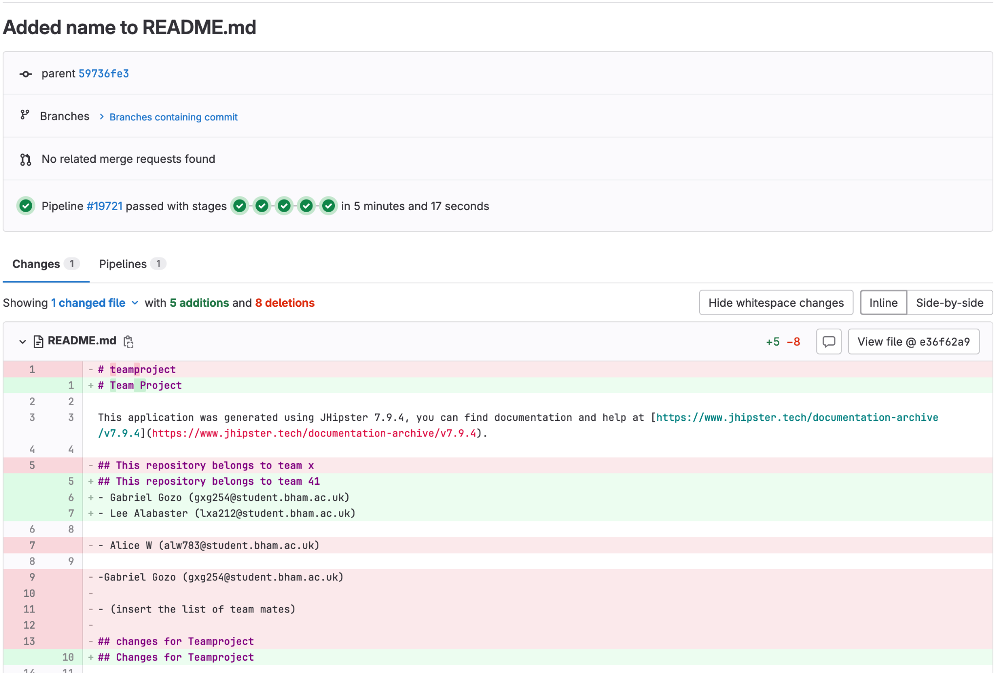 Added name to README.md
parent 59736fe3
Branches > Branches containing commit
No related merge requests found
Pipeline #19721 passed with stages in 5 minutes and 17 seconds
Changes 1 Pipelines 1
Showing 1 changed file with 5 additions and 8 deletions Hide whitespace changes Inline Side-by-side
README.md +5 −8 View file @ e36f62a9
1 - # teamproject
1 + # Team Project
2 2
3 3 This application was generated using JHipster 7.9.4, you can find documentation and help at [https://www.jhipster.tech/documentation-archive
/v7.9.4](https://www.jhipster.tech/documentation-archive/v7.9.4).
4 4
5 - ## This repository belongs to team x
5 + ## This repository belongs to team 41
6 + - Gabriel Gozo (gxg254@student.bham.ac.uk)
7 + - Lee Alabaster (lxa212@student.bham.ac.uk)
6 8
7 - - Alice W (alw783@student.bham.ac.uk)
8 9
9 - -Gabriel Gozo (gxg254@student.bham.ac.uk)
10 -
11 - - (insert the list of team mates)
12 -
13 - ## changes for Teamproject
10 + ## Changes for Teamproject
14 11